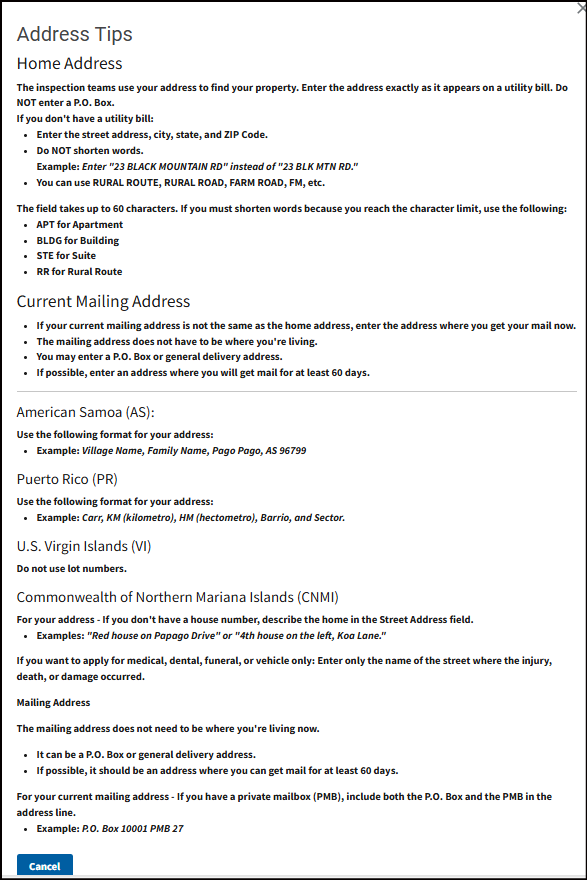 Address Tips
Home Address
The inspection teams use your address to find your property. Enter the address exactly as it appears on a utility bill. Do
NOT enter a P.O. Box.
If you don't have a utility bill:
• Enter the street address, city, state, and ZIP Code.
• Do NOT shorten words.
Example: Enter "23 BLACK MOUNTAIN RD" instead of "23 BLK MTN RD."
• You can use RURAL ROUTE, RURAL ROAD, FARM ROAD, FM, etc.
The field takes up to 60 characters. If you must shorten words because you reach the character limit, use the following:
• APT for Apartment
• BLDG for Building
• STE for Suite
• RR for Rural Route
Current Mailing Address
• If your current mailing address is not the same as the home address, enter the address where you get your mail now.
• The mailing address does not have to be where you're living.
• You may enter a P.O. Box or general delivery address.
• If possible, enter an address where you will get mail for at least 60 days.
American Samoa (AS):
Use the following format for your address:
• Example: Village Name, Family Name, Pago Pago, AS 96799
Puerto Rico (PR)
Use the following format for your address:
• Example: Carr, KM (kilometro), HM (hectometro), Barrio, and Sector.
U.S. Virgin Islands (VI)
Do not use lot numbers.
Commonwealth of Northern Mariana Islands (CNMI)
For your address - If you don't have a house number, describe the home in the Street Address field.
• Examples: "Red house on Papago Drive" or "4th house on the left, Koa Lane."
If you want to apply for medical, dental, funeral, or vehicle only: Enter only the name of the street where the injury,
death, or damage occurred.
Mailing Address
The mailing address does not need to be where you're living now.
• It can be a P.O. Box or general delivery address.
• If possible, it should be an address where you can get mail for at least 60 days.
For your current mailing address - If you have a private mailbox (PMB), include both the P.O. Box and the PMB in the
address line.
• Example: P.O. Box 10001 PMB 27
Cancel